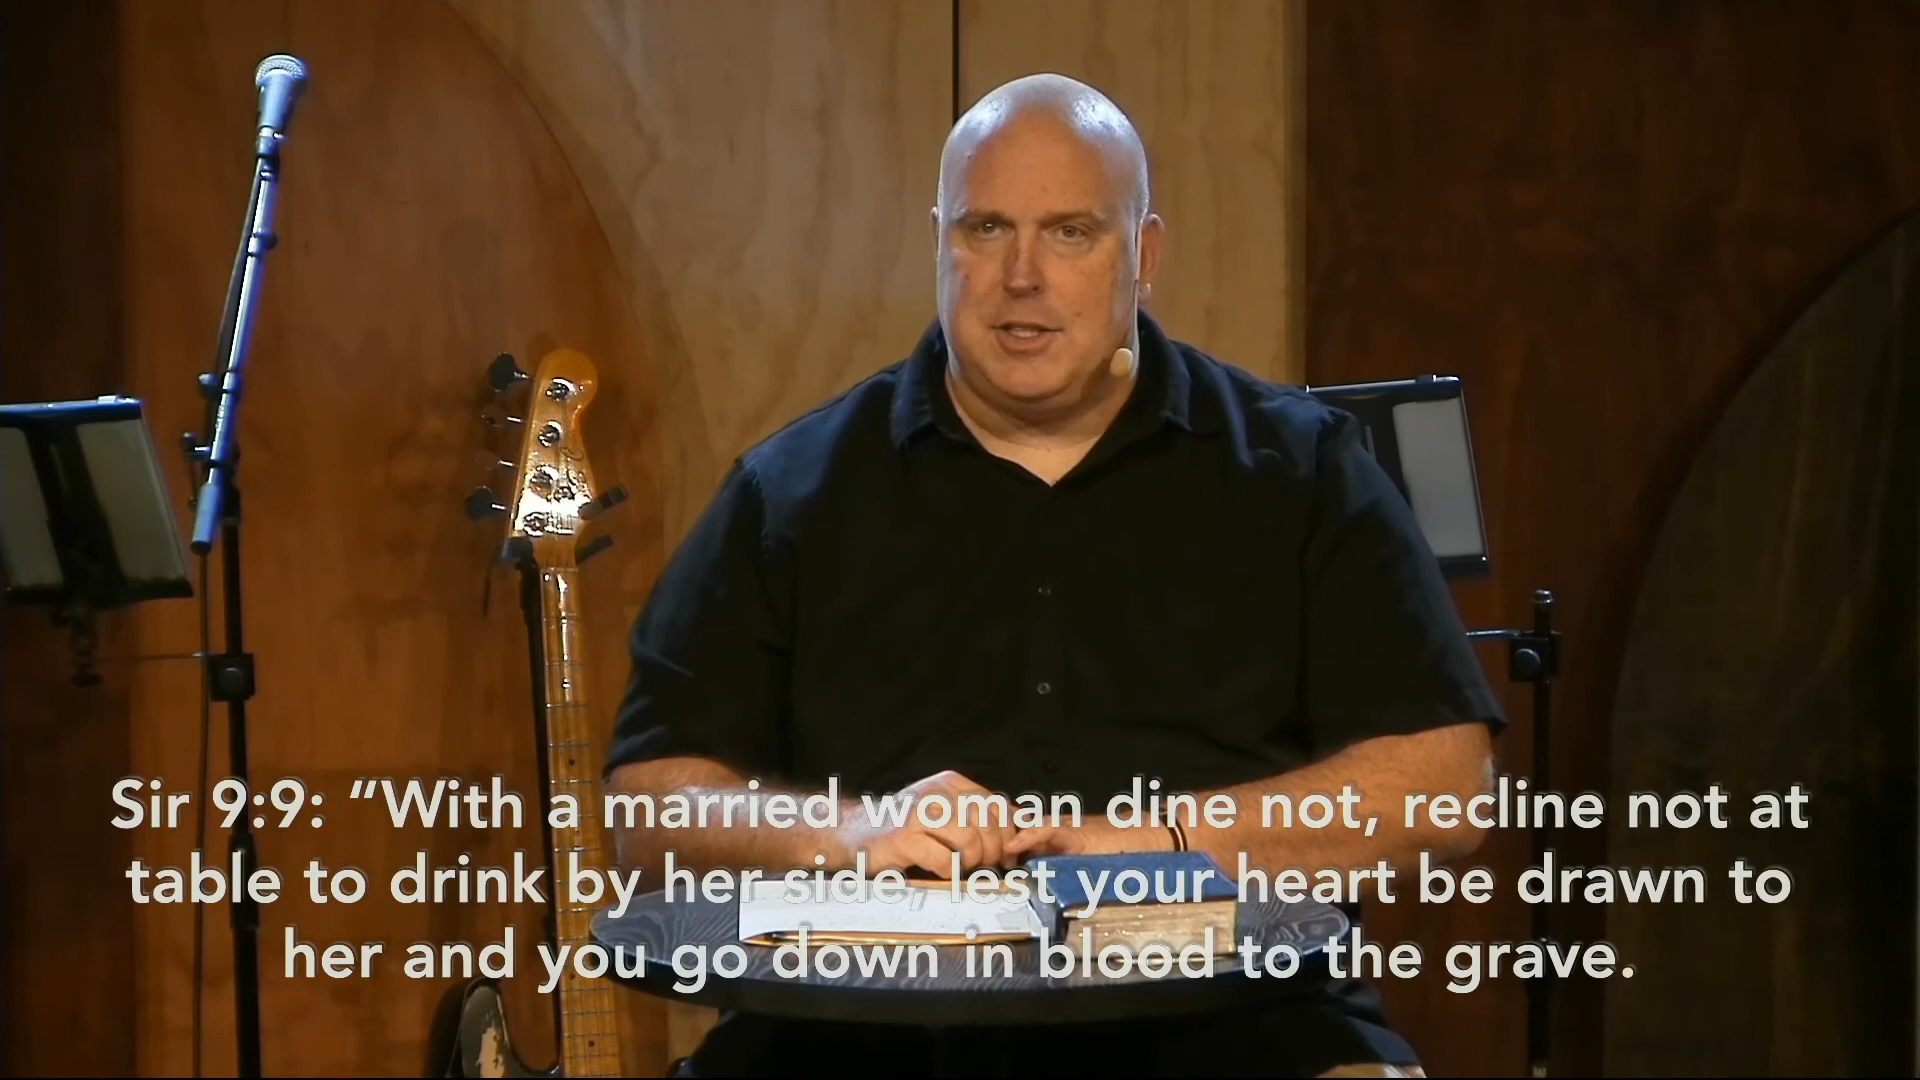 Sir 9:9: “With a married woman dine not, recline not at
table to drink by her side, lest your heart be drawn to
her and you go down in blood to the grave.